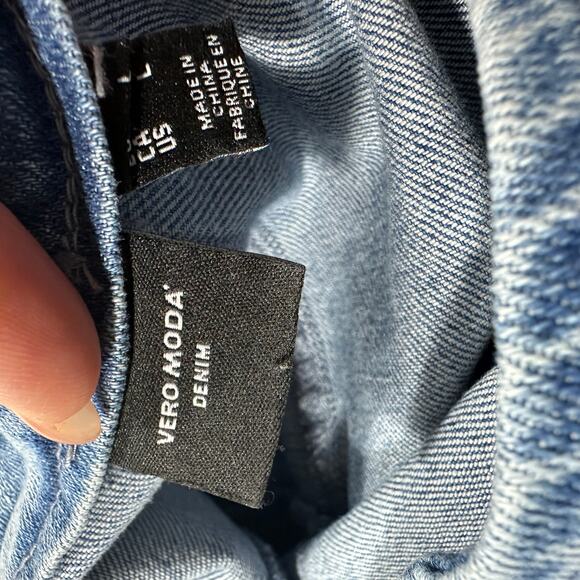 L
CA
US
MADE IN
CHINA
FABRIQUE EN
CHINE
VERO MODA
DENIM